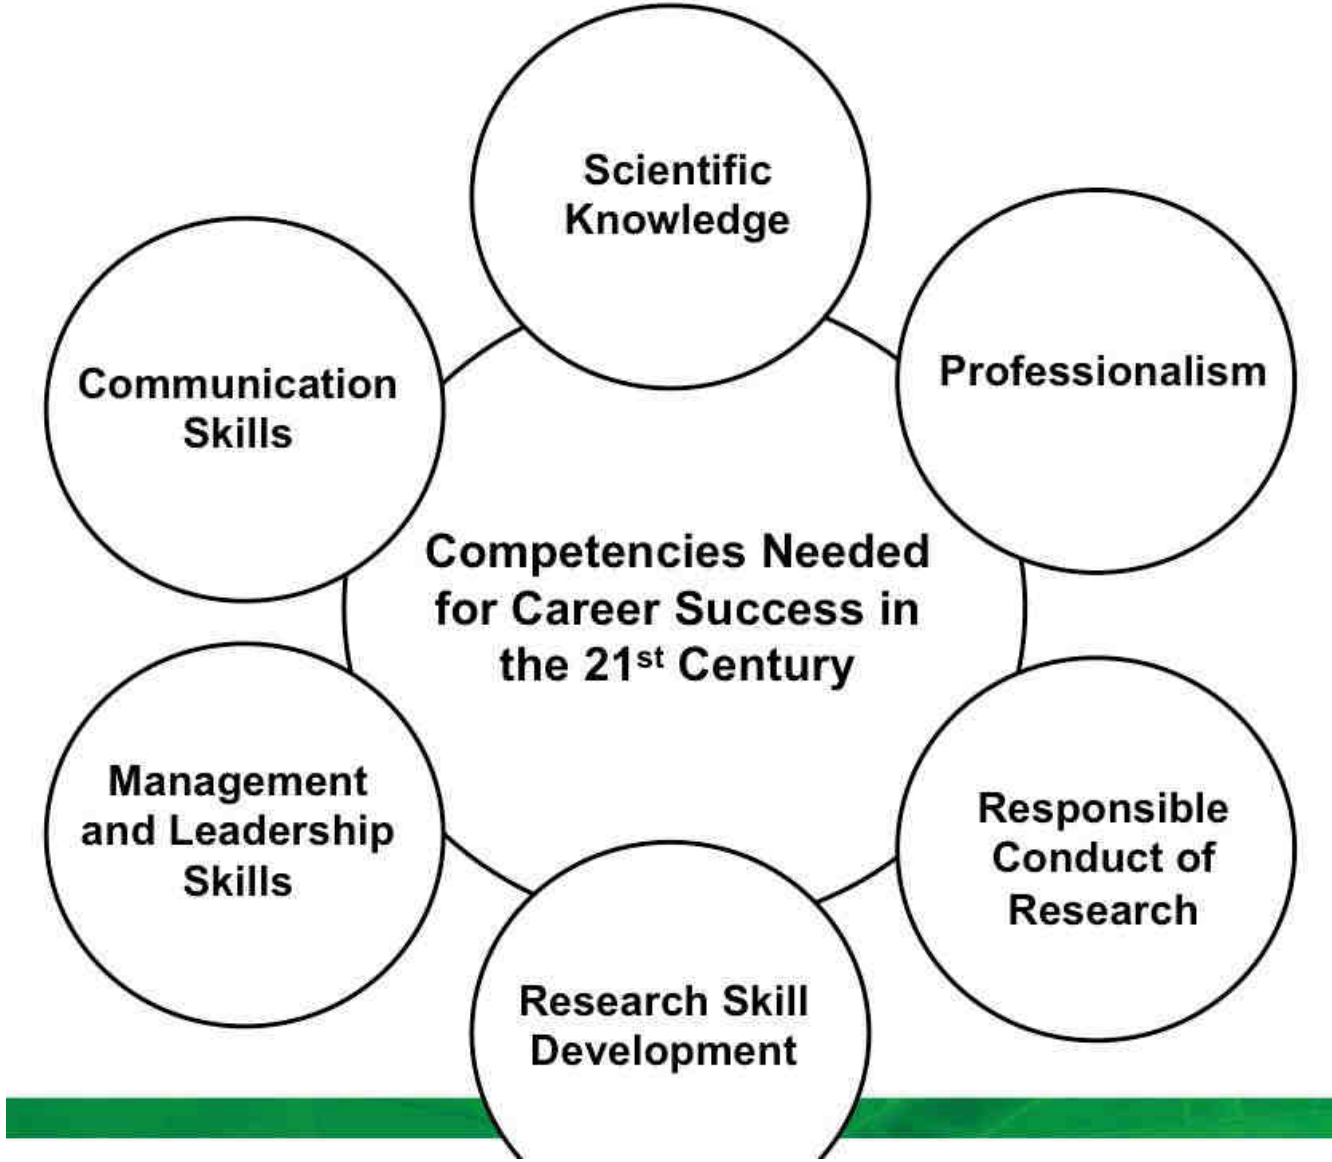 Scientific
Knowledge
Professionalism
Communication
Skills
Competencies Needed
for Career Success in
the 21st Century
Management
and Leadership
Skills
Responsible
Conduct of
Research
Research Skill
Development